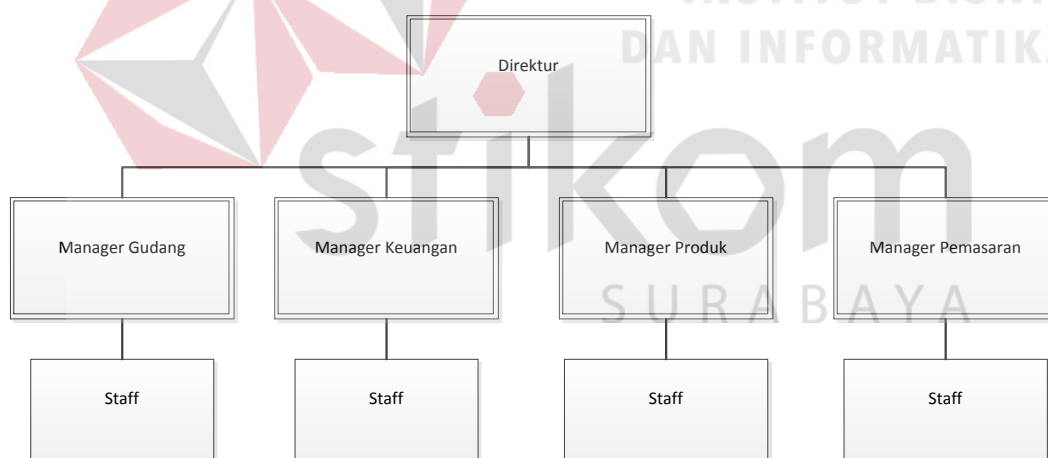 INSTITUT BISNIS
DAN INFORMATIKA
Direktur
stikom
Manager Gudang
Manager Keuangan
Manager Produk
Manager Pemasaran
SURABAYA
Staff
Staff
Staff
Staff